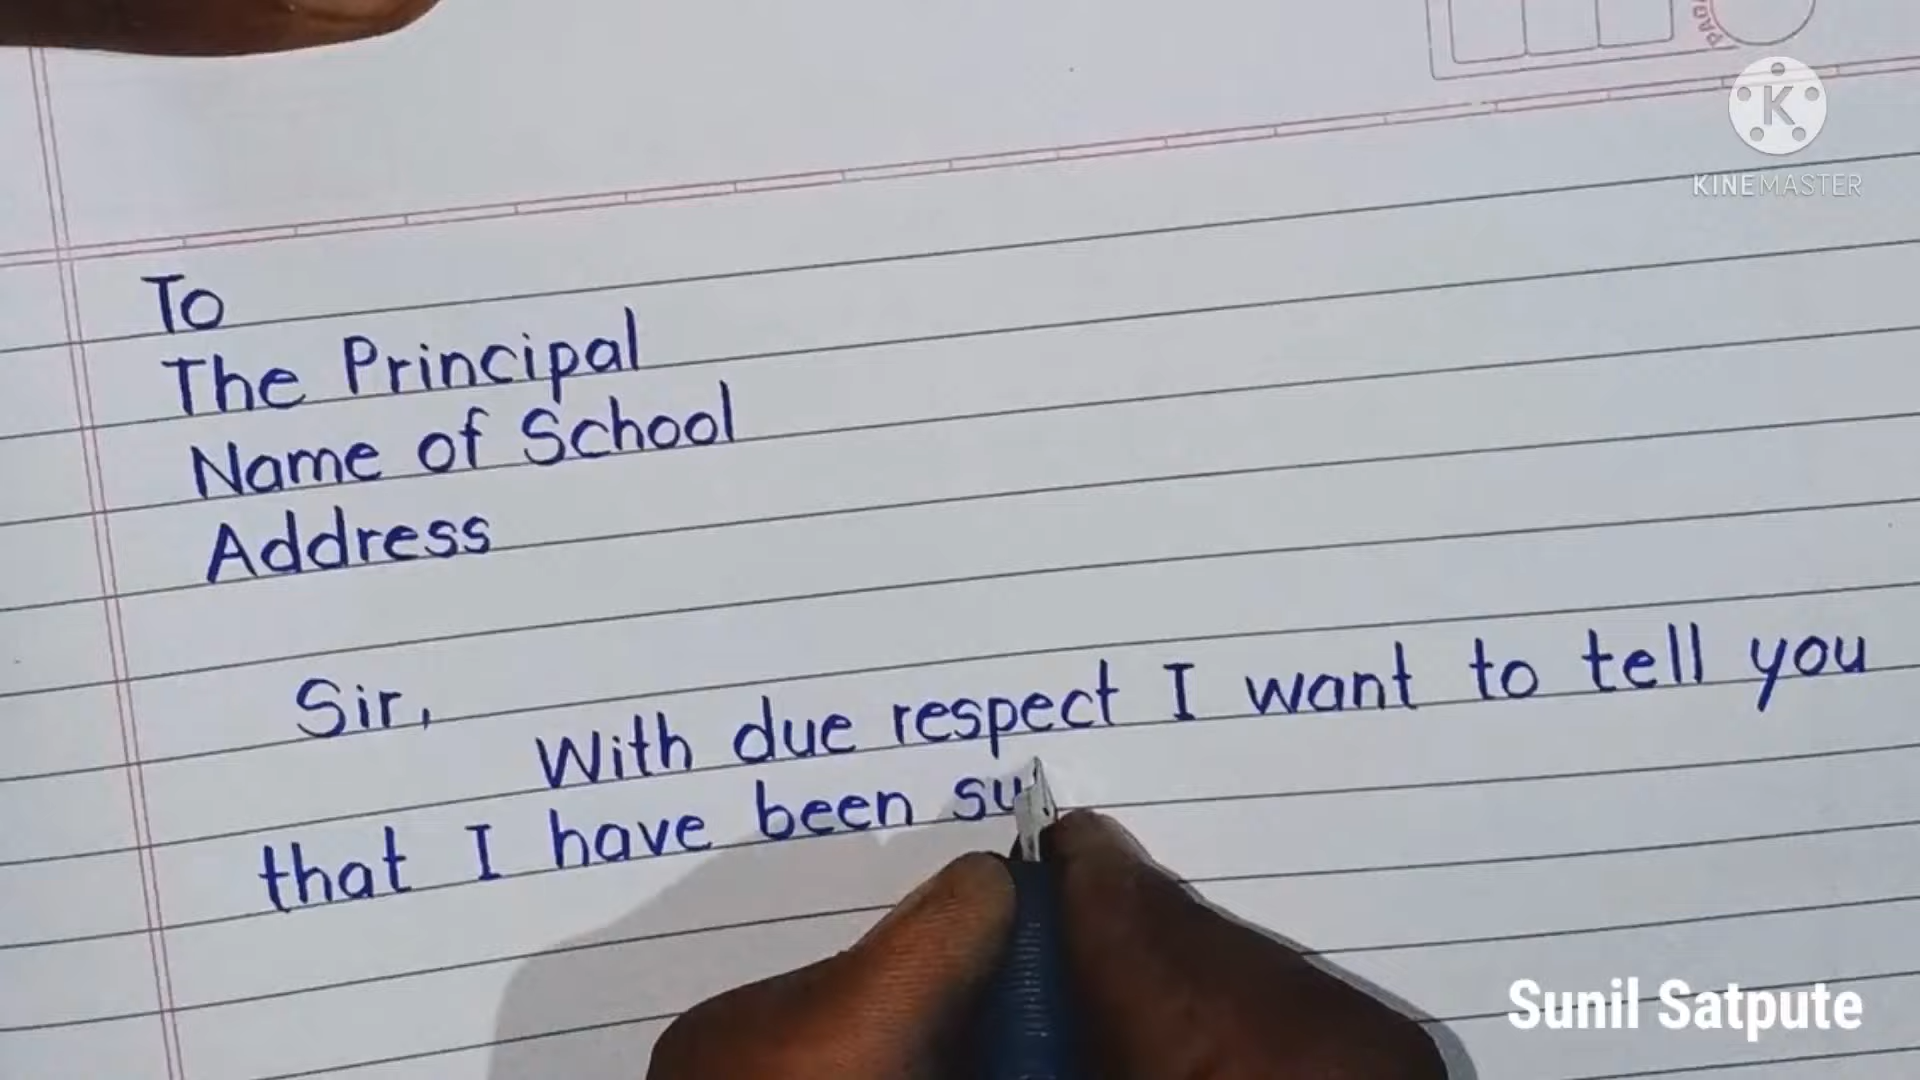 KINEMASTER
To
The Principal
Name of School
Address
Sir,
With due respect I want to tell you
that I have been su
Sunil Satpute